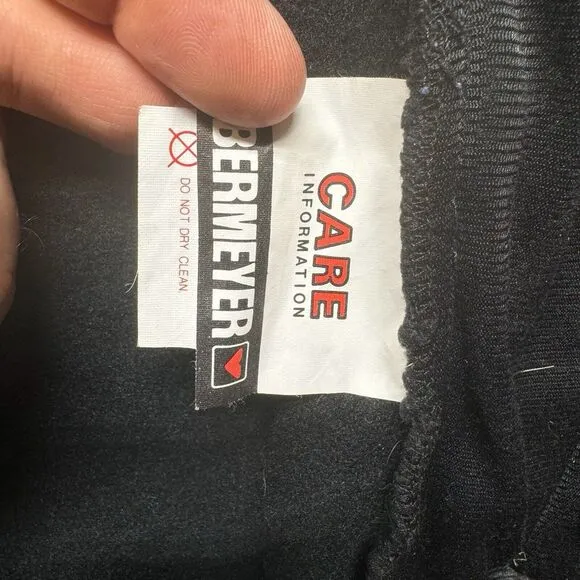 CARE
INFORMATION
BERMEYER
DO NOT DRY CLEAN